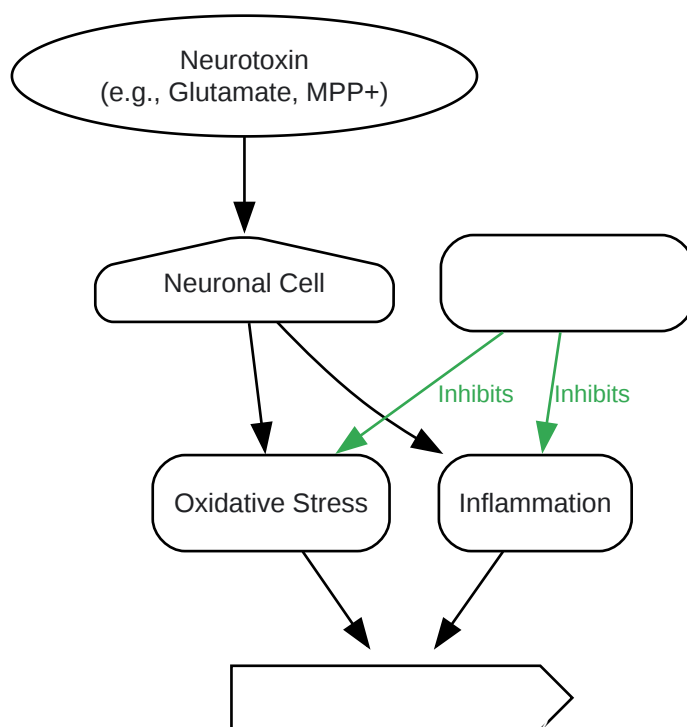 Neurotoxin
(e.g., Glutamate, MPP+)
Neuronal Cell
Inhibits
Inhibits
Oxidative Stress
Inflammation